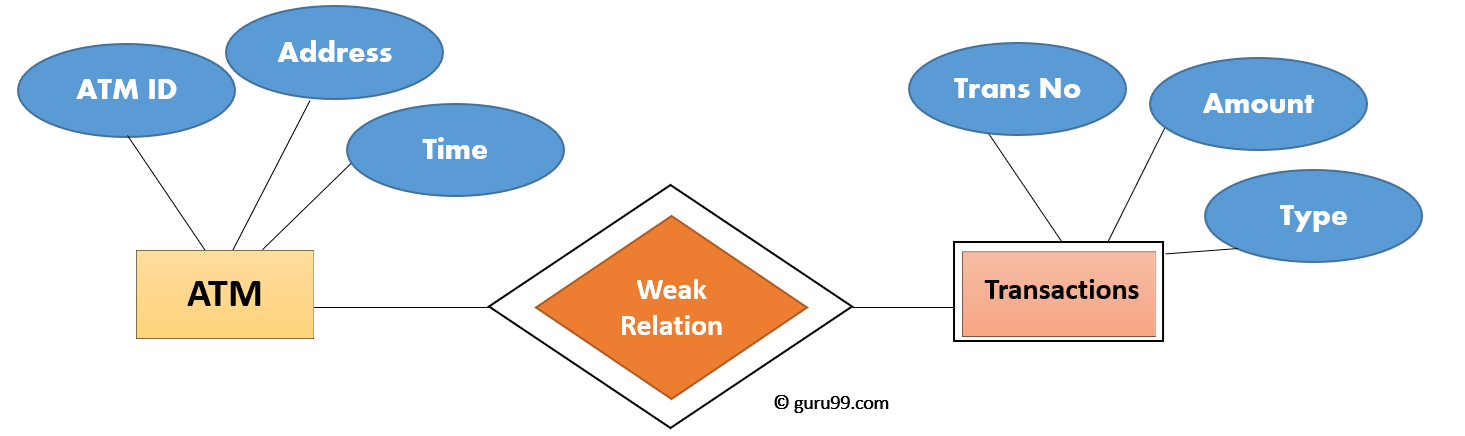 Address
ATM ID
Time
Trans No
Amount
Type
ATM
Weak
Relation
Transactions
© guru99.com